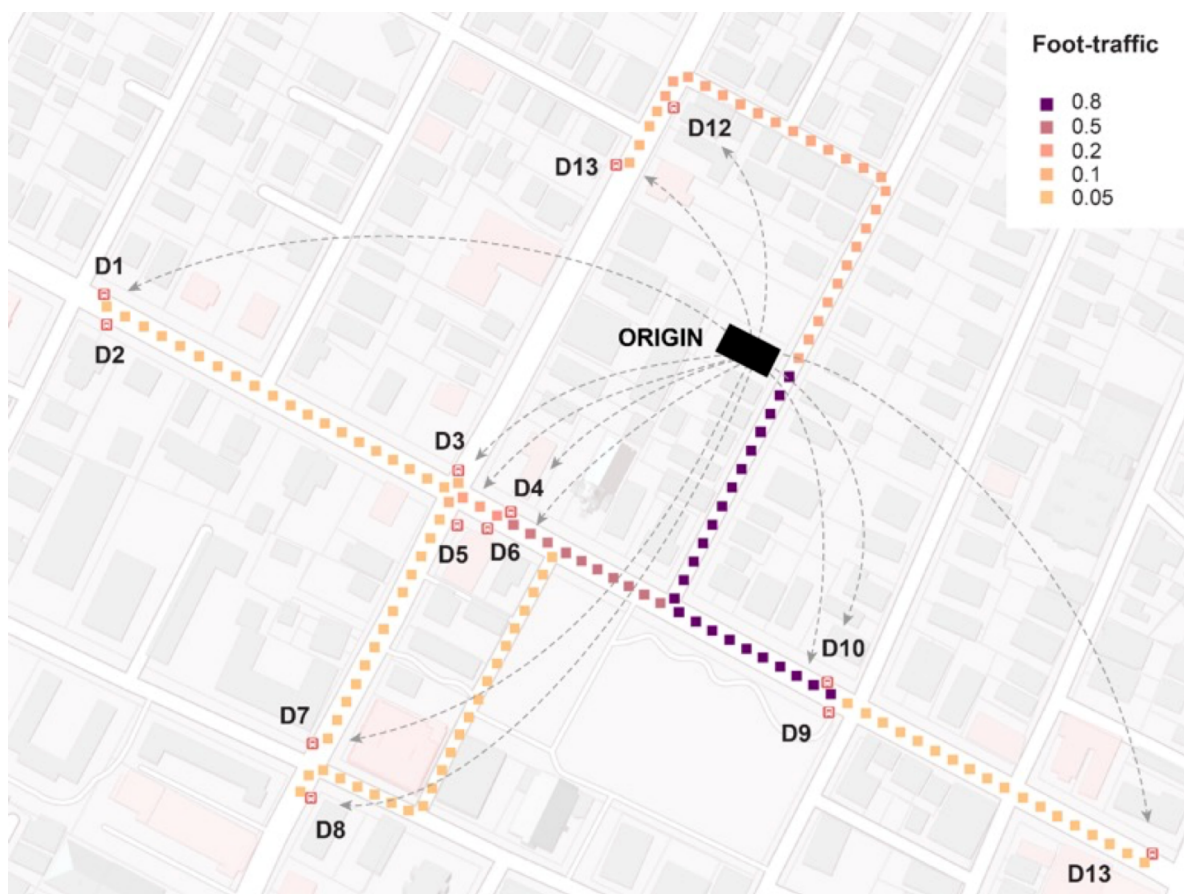 Foot-traffic
0.8
0.5
0.2
0.1
0.05
D12
D13
D1
D2
ORIGIN
D3
D4
D5
D6
D10
D9
D7
D8
D13